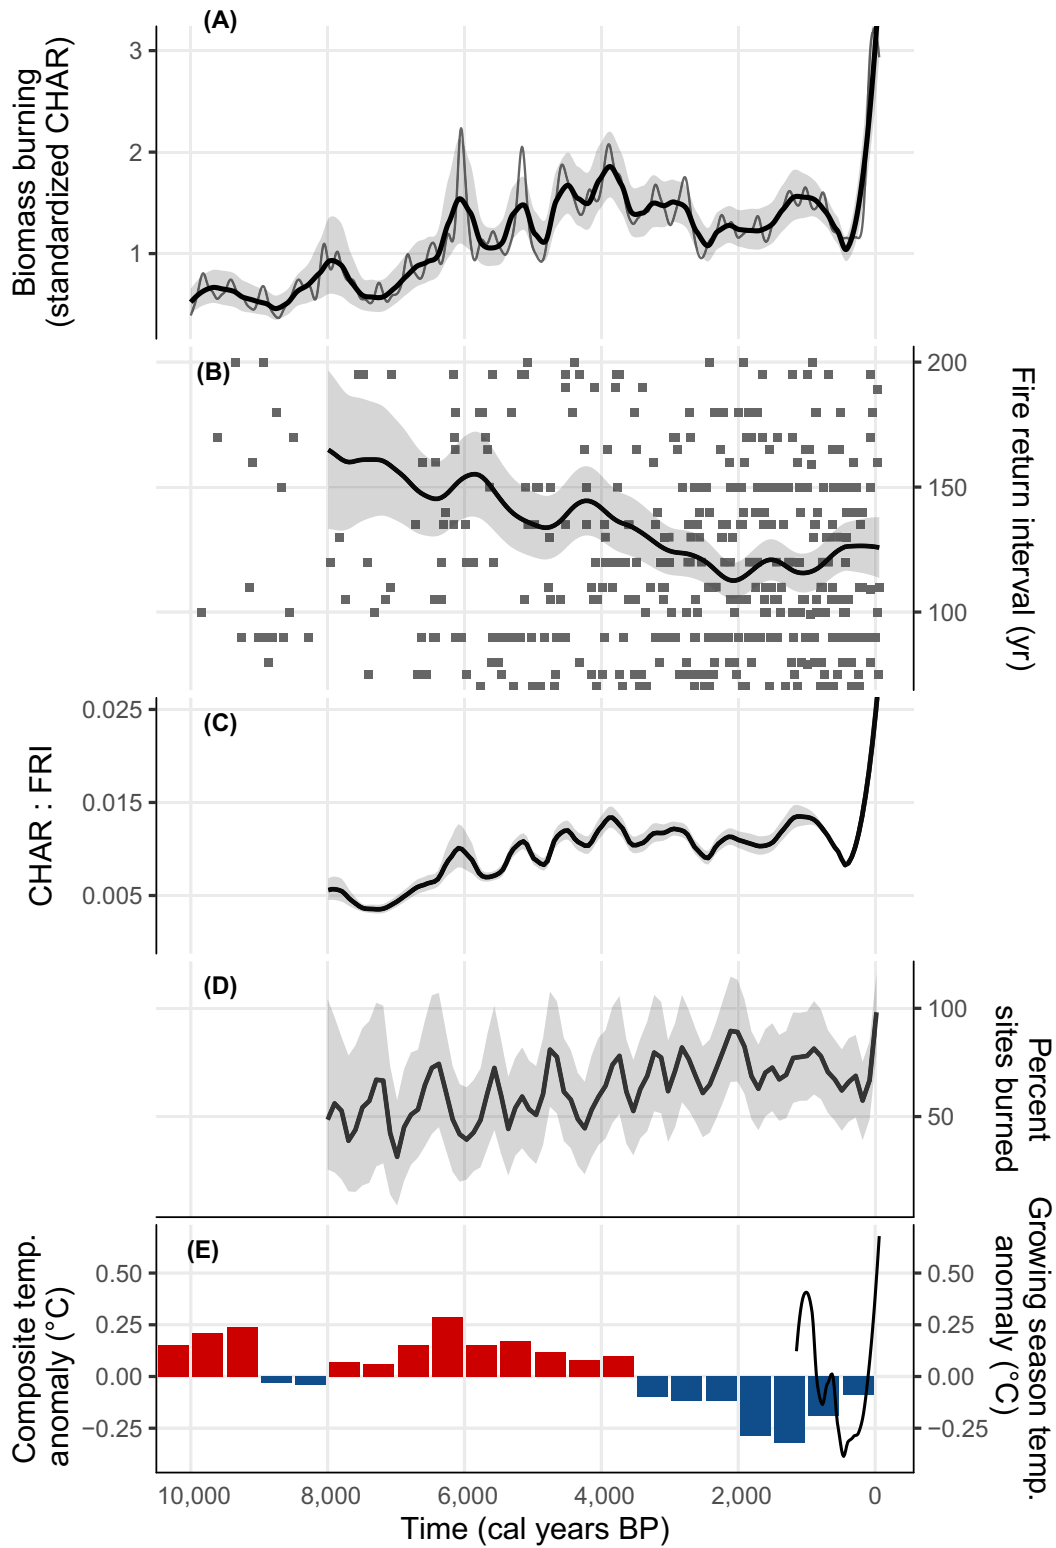 (A)
Biomass burning
(standardized CHAR)
3
2
1
(B)
200
150
100
Fire return interval (yr)
(C)
CHAR : FRI
0.025
0.015
0.005
(D)
100
50
Percent
sites burned
(E)
Composite temp.
anomaly (°C)
0.50
0.25
0.00
−0.25
0.50
0.25
0.00
−0.25
Growing season temp.
anomaly (°C)
10,000 8,000 6,000 4,000 2,000 0
Time (cal years BP)